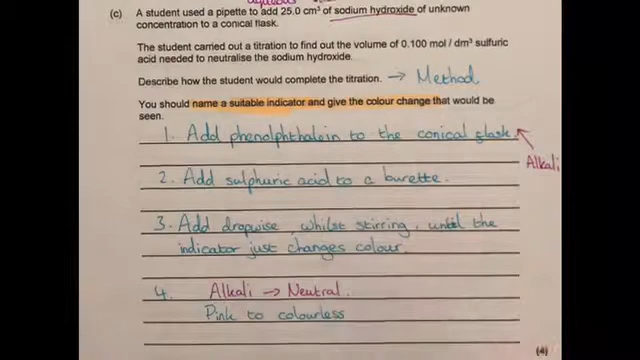 aqueous
(c) A student used a pipette to add 25.0 cm³ of sodium hydroxide of unknown
concentration to a conical flask.
The student carried out a titration to find out the volume of 0.100 mol / dm³ sulfuric
acid needed to neutralise the sodium hydroxide.
Describe how the student would complete the titration. → Method
You should name a suitable indicator and give the colour change that would be
seen.
1. Add phenolphthalein to the conical flask
Alkali
2. Add sulphuric acid to a burette.
3. Add dropwise, whilst stirring, until the
indicator just changes colour.
4. Alkali → Neutral.
Pink to colourless
(4)